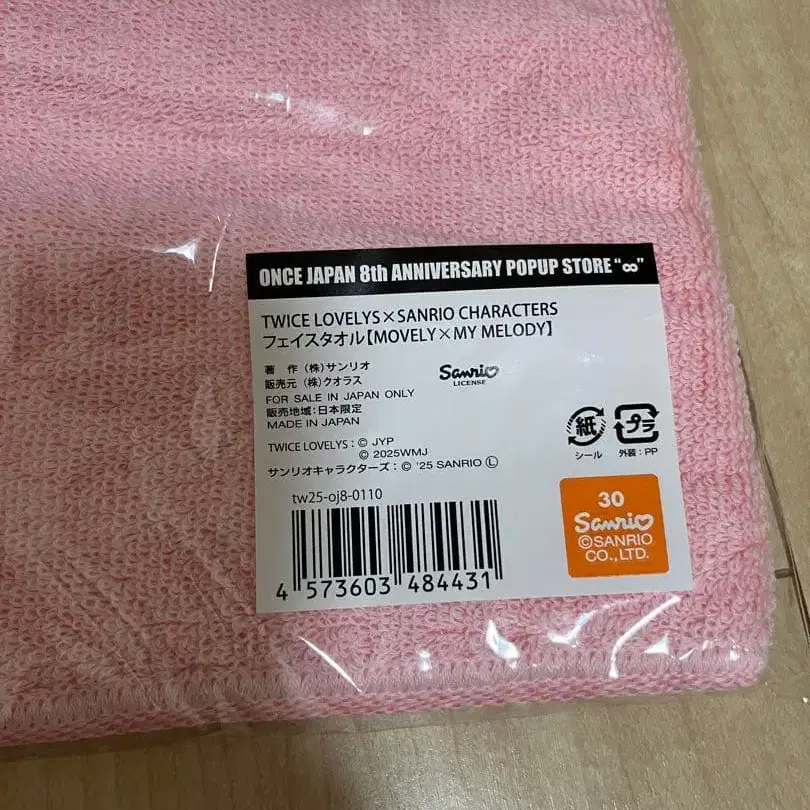 ONCE JAPAN 8th ANNIVERSARY POPUP STORE “∞”
TWICE LOVELYS×SANRIO CHARACTERS
フェイスタオル【MOVELY×MY MELODY】
著　作 (株)サンリオ
販売元 (株)クオラス
FOR SALE IN JAPAN ONLY
販売地域:日本限定
MADE IN JAPAN
Sanrio
LICENSE
TWICE LOVELYS:© JYP
© 2025WMJ
サンリオキャラクターズ:© '25 SANRIO Ⓛ
紙
シール
プラ
外装:PP
tw25-oj8-0110
4 573603 484431
30
Sanrio
©SANRIO
CO.,LTD.